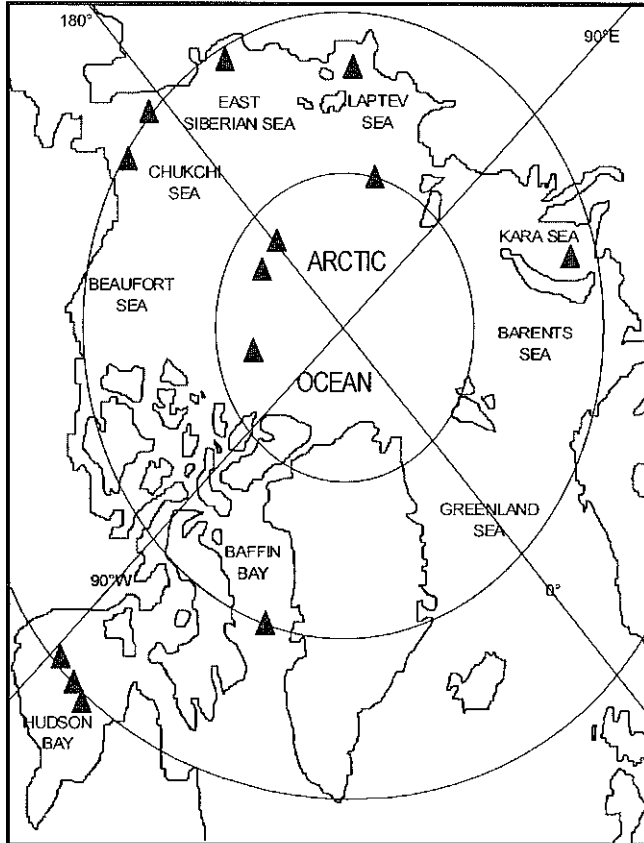 180°
90°E
EAST
SIBERIAN SEA
LAPTEV
SEA
CHUKCHI
SEA
KARA SEA
ARCTIC
BEAUFORT
SEA
BARENTS
SEA
OCEAN
GREENLAND
SEA
BAFFIN
BAY
90°W
0°
HUDSON
BAY